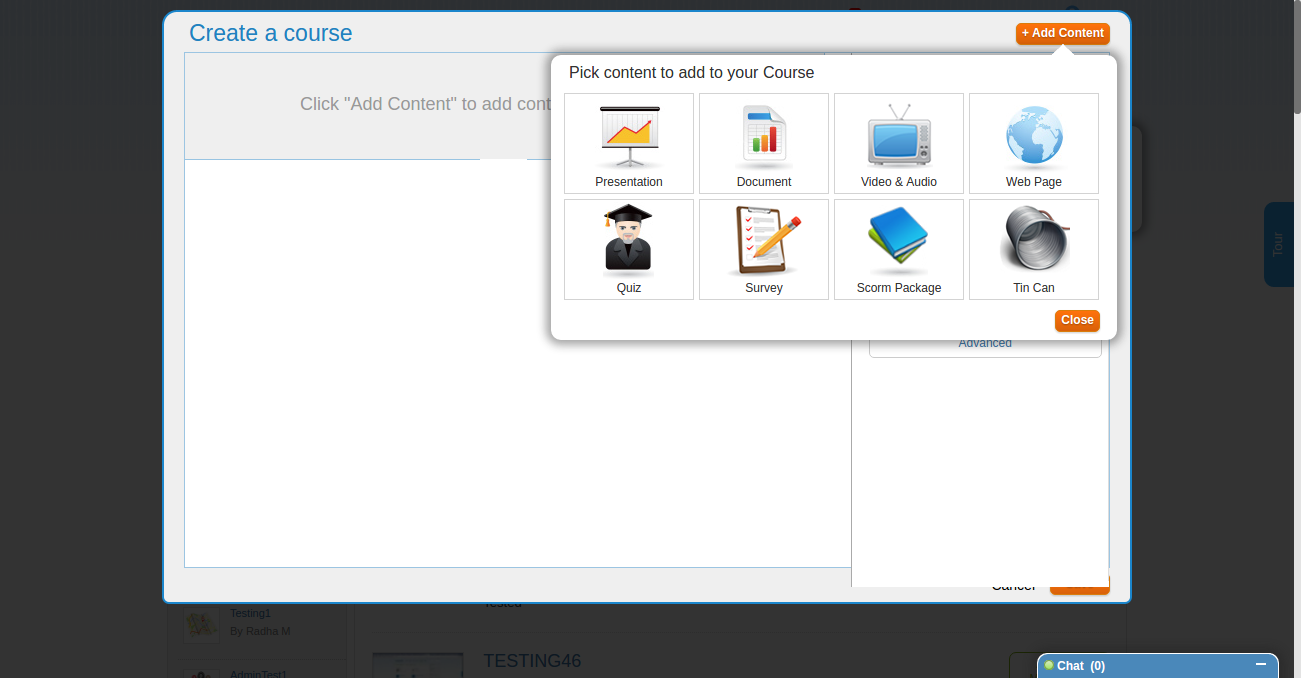 Create a course
+ Add Content
Click "Add Content" to add cont
Pick content to add to your Course
Presentation
Document
Video & Audio
Web Page
Quiz
Survey
Scorm Package
Tin Can
Close
Advanced
Tour
Cancel
Tested
Testing1
By Radha M
TESTING46
AdminTest1
Chat (0)